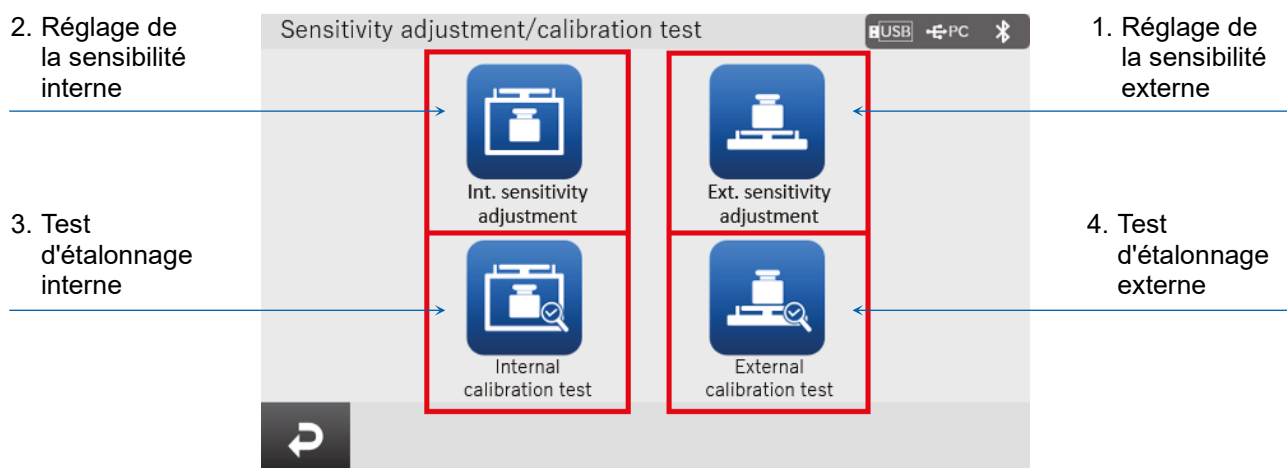 2. Réglage de
la sensibilité
interne
Sensitivity adjustment/calibration test
USB
PC
1. Réglage de
la sensibilité
externe
Int. sensitivity
adjustment
Ext. sensitivity
adjustment
3. Test
d'étalonnage
interne
4. Test
d'étalonnage
externe
Internal
calibration test
External
calibration test